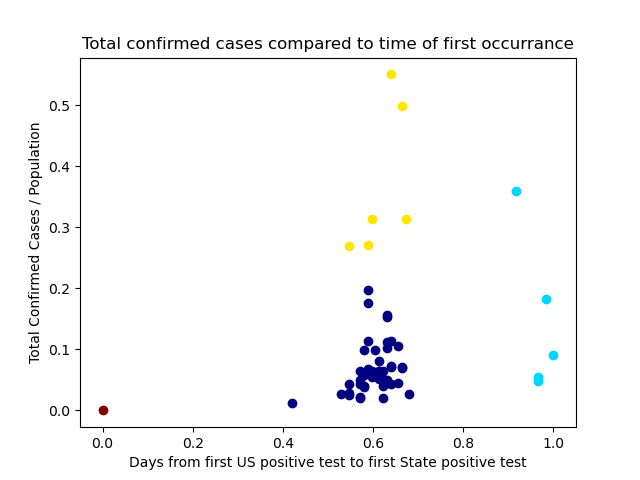 Total confirmed cases compared to time of first occurrance
Total Confirmed Cases / Population
0.5
0.4
0.3
0.2
0.1
0.0
0.0 0.2 0.4 0.6 0.8 1.0
Days from first US positive test to first State positive test